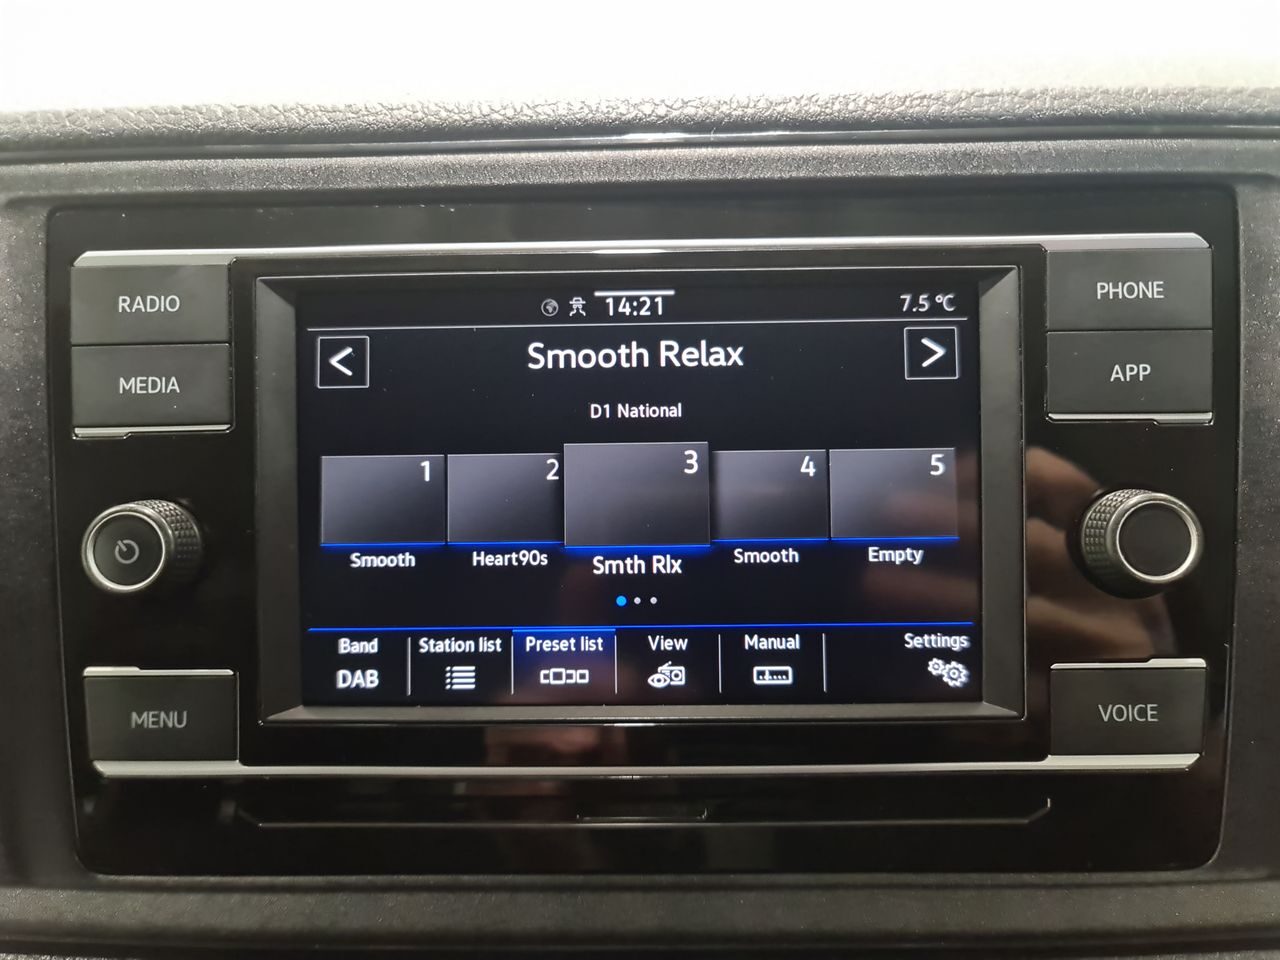 RADIO
MEDIA
MENU
14:21
7.5 °C
<
Smooth Relax
>
D1 National
1
2
3
4
5
Smooth
Heart90s
Smth Rlx
Smooth
Empty
Band
Station list
Preset list
View
Manual
Settings
DAB
PHONE
APP
VOICE